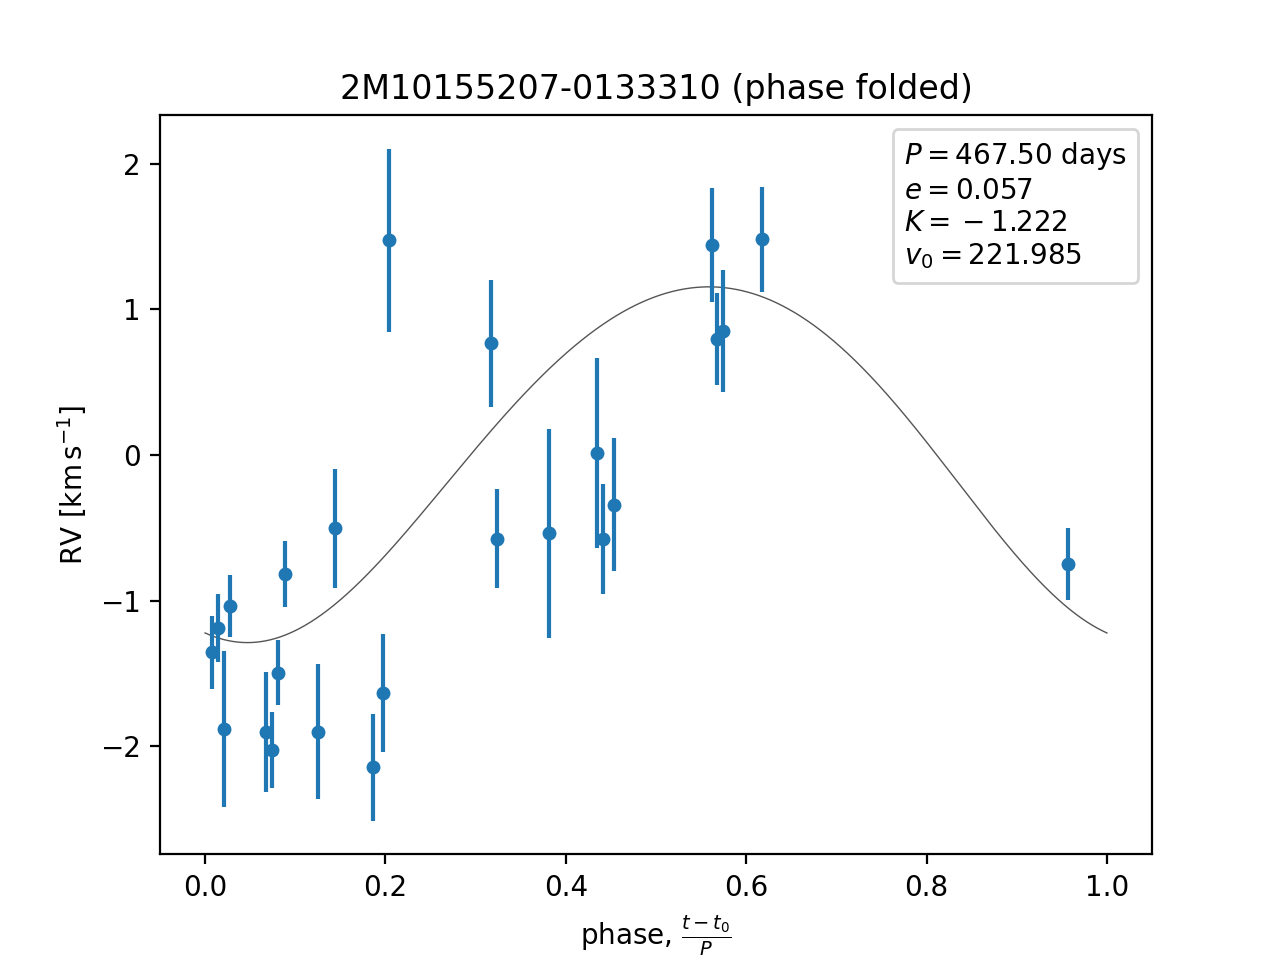 2M10155207-0133310 (phase folded)
P = 467.50 days
e = 0.057
K = −1.222
v₀ = 221.985
RV [km s⁻¹]
2
1
0
−1
−2
0.0 0.2 0.4 0.6 0.8 1.0
phase, (t − t₀)/P